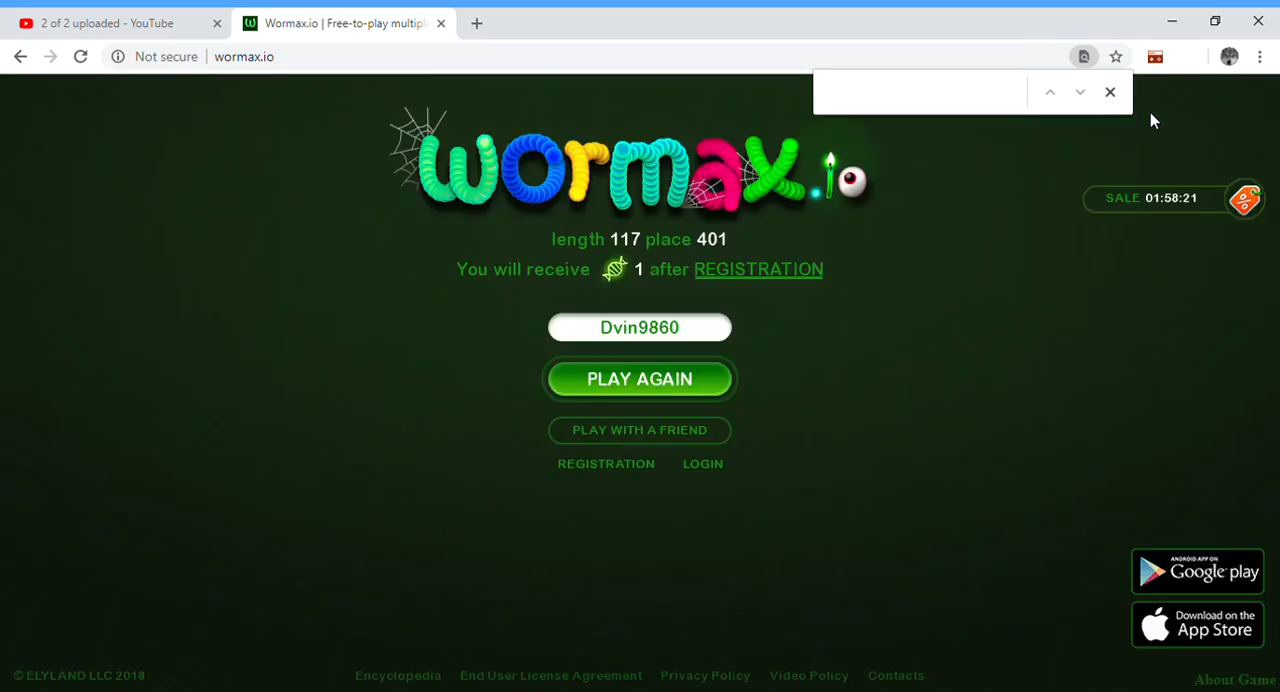 2 of 2 uploaded - YouTube
Wormax.io | Free-to-play multipl
Not secure
wormax.io
wormax.io
SALE 01:58:21
length 117 place 401
You will receive 1 after REGISTRATION
Dvin9860
PLAY AGAIN
PLAY WITH A FRIEND
REGISTRATION LOGIN
ANDROID APP ON
Google play
Download on the
App Store
© ELYLAND LLC 2018 Encyclopedia End User License Agreement Privacy Policy Video Policy Contacts About Game